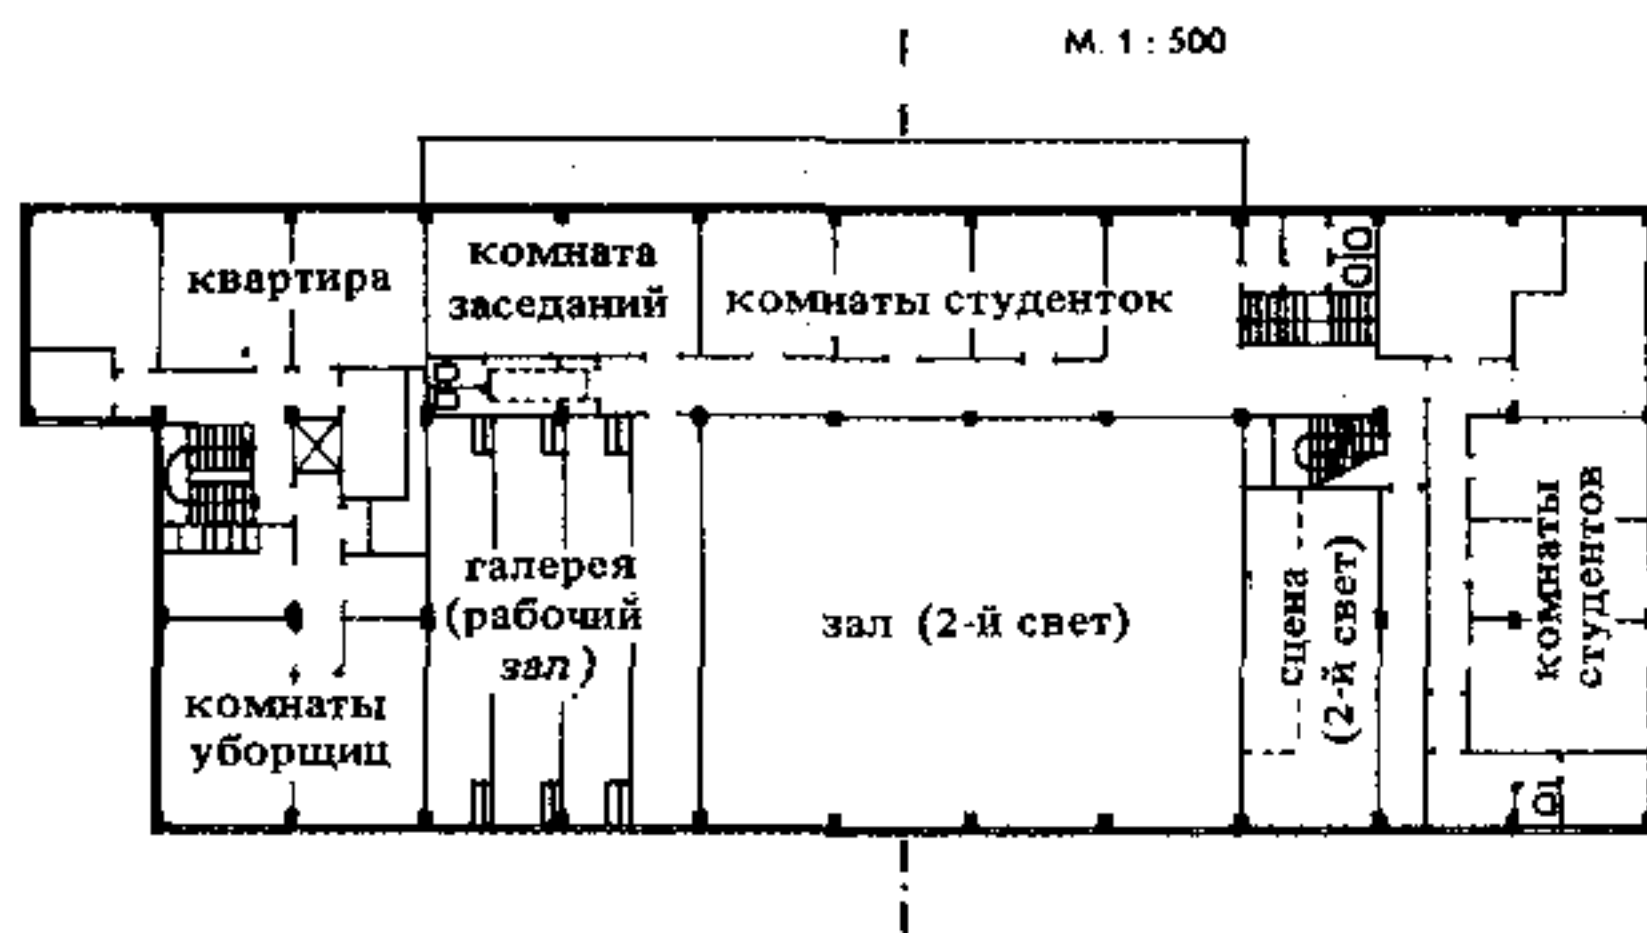 М. 1 : 500
квартира
комната
заседаний
комнаты студенток
галерея
(рабочий
зал)
зал (2-й свет)
сцена
(2-й свет)
комнаты
студентов
комнаты
уборщиц